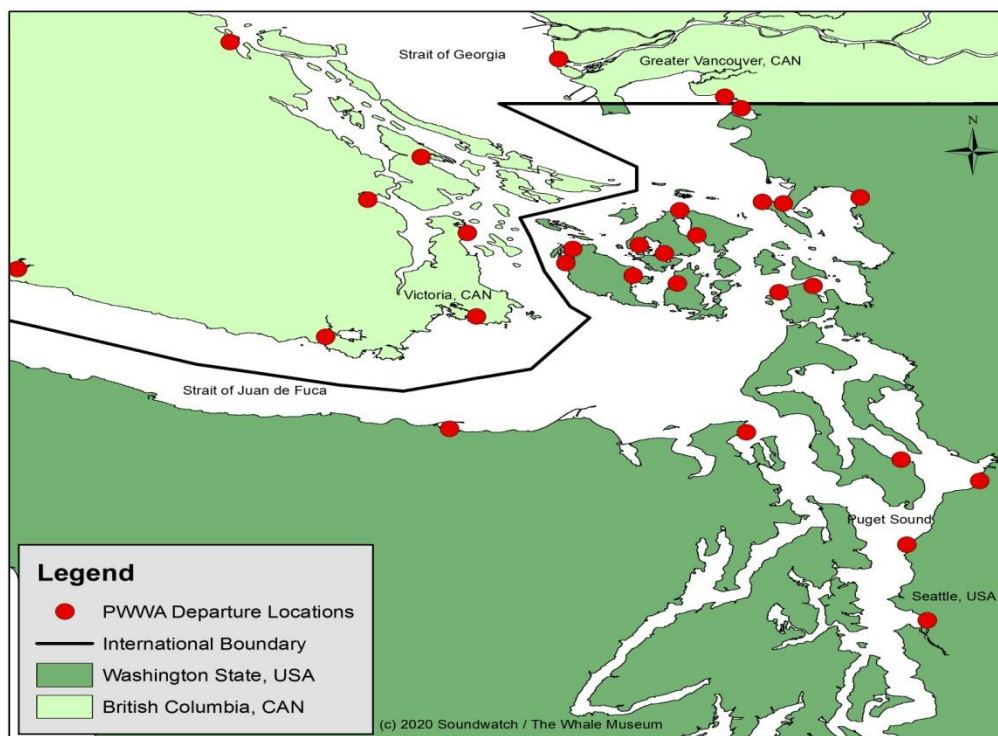 Strait of Georgia
Greater Vancouver, CAN
N
Victoria, CAN
Strait of Juan de Fuca
Puget Sound
Seattle, USA
Legend
PWWA Departure Locations
International Boundary
Washington State, USA
British Columbia, CAN
(c) 2020 Soundwatch / The Whale Museum